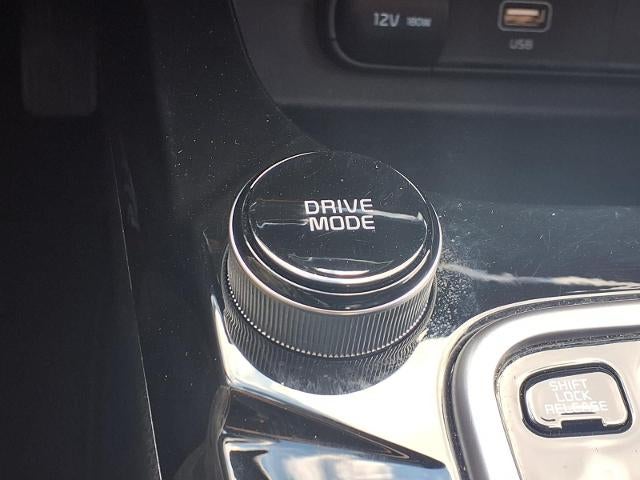 12V 180W
USB
DRIVE
MODE
SHIFT
LOCK
RELEASE